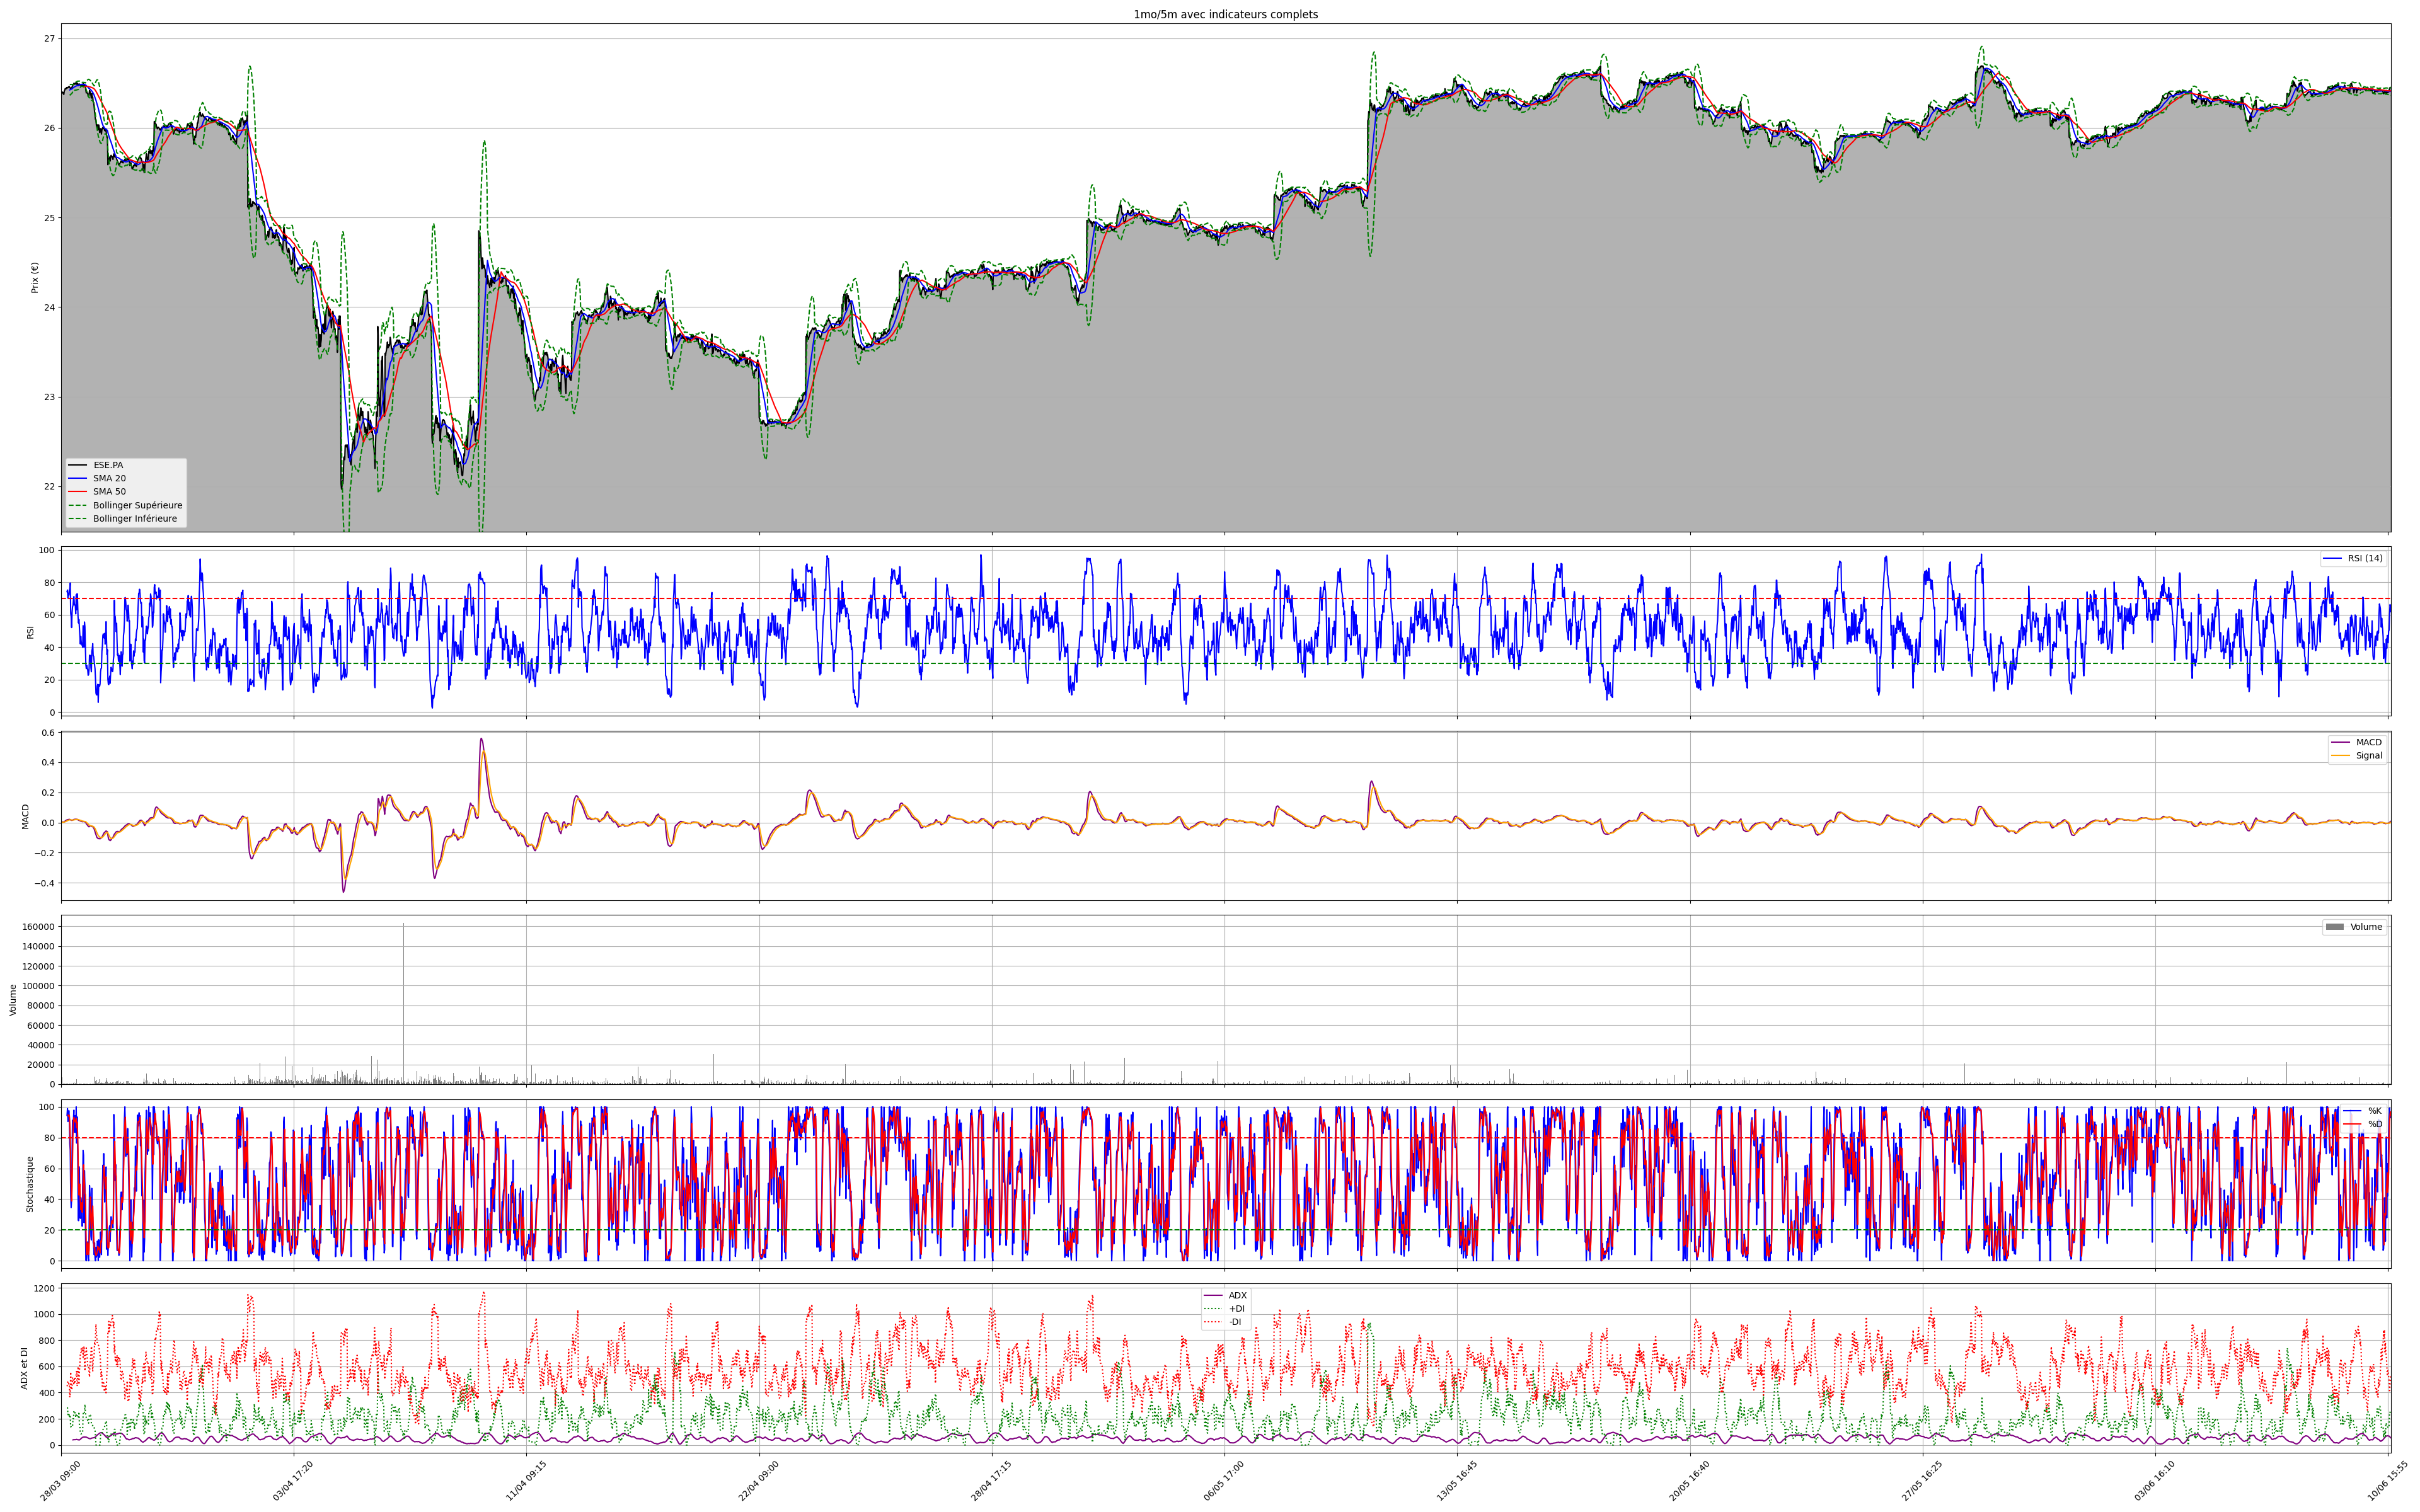 1mo/5m avec indicateurs complets
27
26
25
24
23
22
Prix (€)
ESE.PA
SMA 20
SMA 50
Bollinger Supérieure
Bollinger Inférieure
100
80
60
40
20
0
RSI
RSI (14)
0.6
0.4
0.2
0.0
−0.2
−0.4
MACD
MACD
Signal
160000
140000
120000
100000
80000
60000
40000
20000
0
Volume
Volume
100
80
60
40
20
0
Stochastique
%K
%D
1200
1000
800
600
400
200
0
ADX et DI
ADX
+DI
-DI
28/03 09:00
03/04 17:20
11/04 09:15
22/04 09:00
28/04 17:15
06/05 17:00
13/05 16:45
20/05 16:40
27/05 16:25
03/06 16:10
10/06 15:55